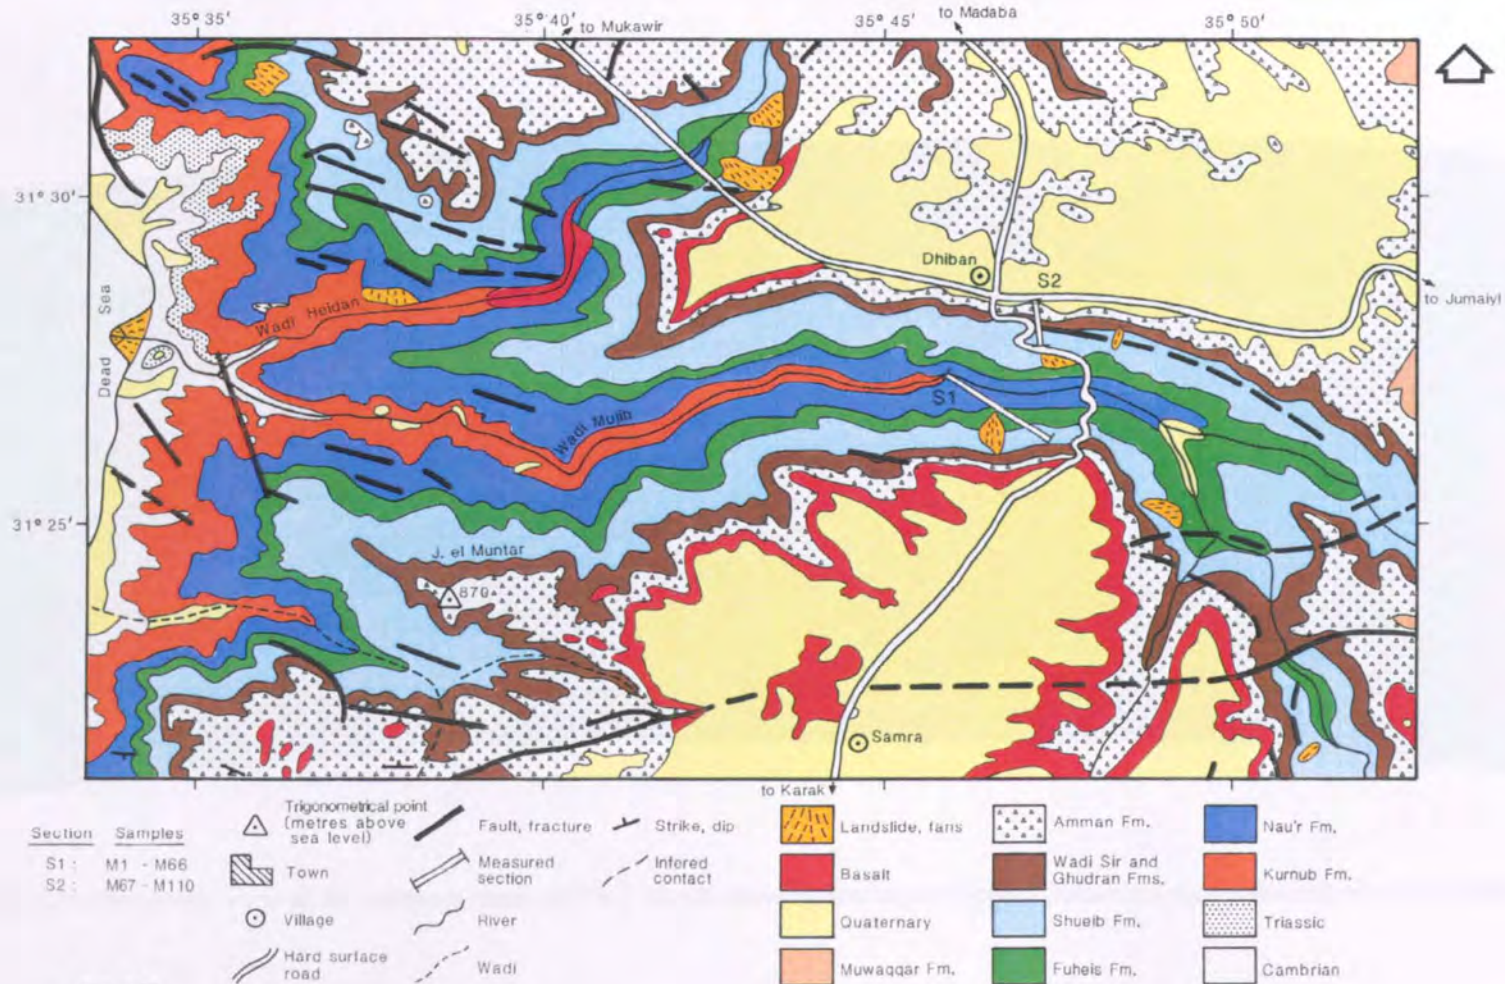 35° 35′
35° 40′
35° 45′
35° 50′
to Mukawir
to Madaba
31° 30′
31° 25′
Dead Sea
Wadi Heidan
Wadi Mujib
Dhiban
S2
S1
to Jumaiyl
J. el Muntar
870
Samra
to Karak
Section Samples
S1 : M1 - M66
S2 : M67 - M110
Trigonometrical point
(metres above
sea level)
Town
Village
Hard surface
road
Fault, fracture
Measured
section
River
Wadi
Strike, dip
Infered
contact
Landslide, fans
Basalt
Quaternary
Muwaqqar Fm.
Amman Fm.
Wadi Sir and
Ghudran Fms.
Shueib Fm.
Fuheis Fm.
Nau'r Fm.
Kurnub Fm.
Triassic
Cambrian